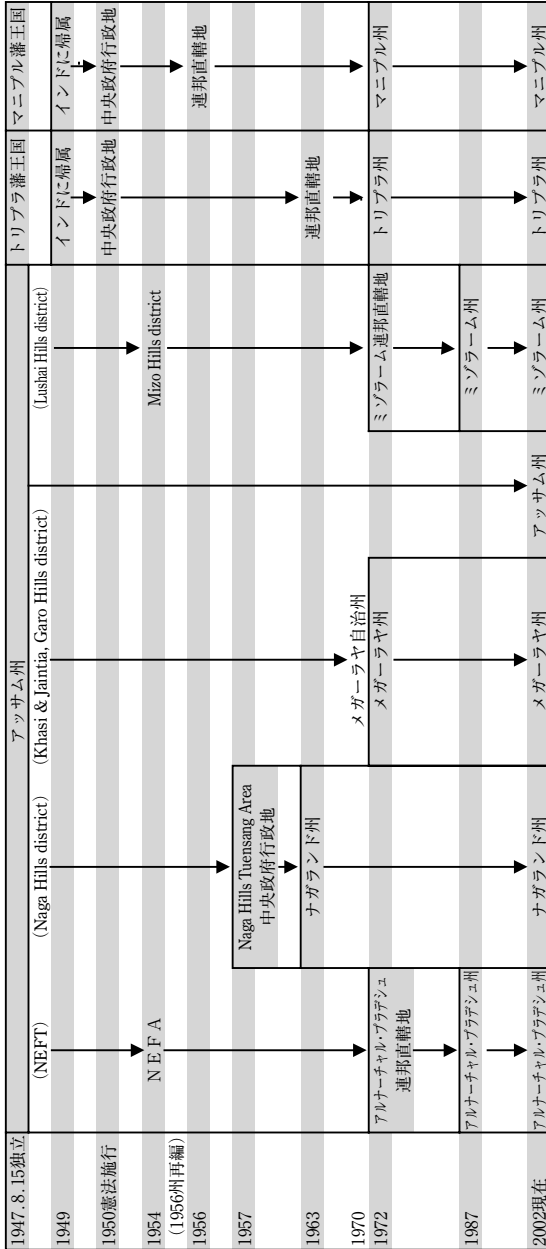 1947.8.15独立
アッサム州
トリプラ藩王国
マニプル藩王国
(NEFT)
(Naga Hills district)
(Khasi & Jaintia, Garo Hills district)
(Lushai Hills district)
1949
インドに帰属
インドに帰属
1950憲法施行
中央政府行政地
中央政府行政地
1954
NEFA
Mizo Hills district
(1956州再編)
1956
連邦直轄地
1957
Naga Hills Tuensang Area
中央政府行政地
1963
ナガランド州
連邦直轄地
1970
メガーラヤ自治州
1972
アルナーチャル・プラデシュ
連邦直轄地
メガーラヤ州
ミゾラーム連邦直轄地
トリプラ州
マニプル州
1987
アルナーチャル・プラデシュ州
ミゾラーム州
2002現在
アルナーチャル・プラデシュ州
ナガランド州
メガーラヤ州
アッサム州
ミゾラーム州
トリプラ州
マニプル州